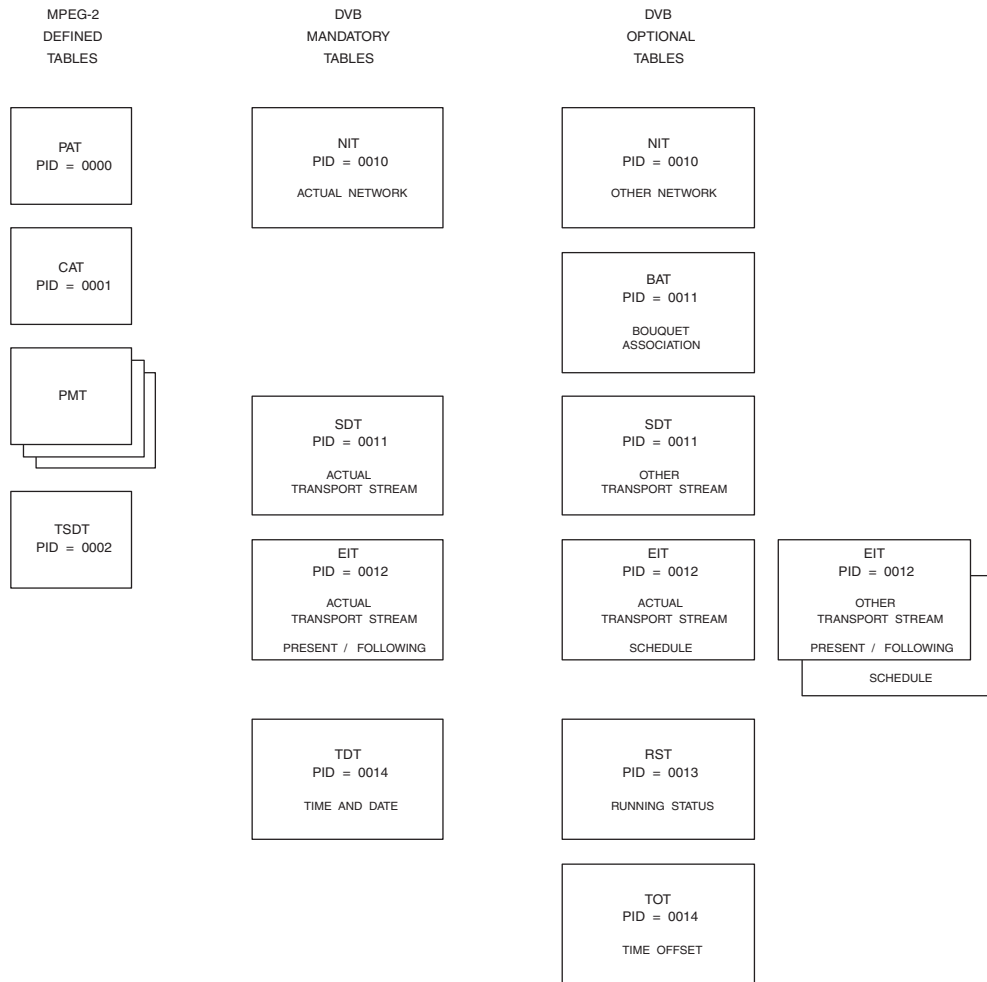 MPEG-2
DEFINED
TABLES
DVB
MANDATORY
TABLES
DVB
OPTIONAL
TABLES
PAT
PID = 0000
CAT
PID = 0001
PMT
TSDT
PID = 0002
NIT
PID = 0010
ACTUAL NETWORK
SDT
PID = 0011
ACTUAL
TRANSPORT STREAM
EIT
PID = 0012
ACTUAL
TRANSPORT STREAM
PRESENT / FOLLOWING
TDT
PID = 0014
TIME AND DATE
NIT
PID = 0010
OTHER NETWORK
BAT
PID = 0011
BOUQUET
ASSOCIATION
SDT
PID = 0011
OTHER
TRANSPORT STREAM
EIT
PID = 0012
ACTUAL
TRANSPORT STREAM
SCHEDULE
EIT
PID = 0012
OTHER
TRANSPORT STREAM
PRESENT / FOLLOWING
SCHEDULE
RST
PID = 0013
RUNNING STATUS
TOT
PID = 0014
TIME OFFSET